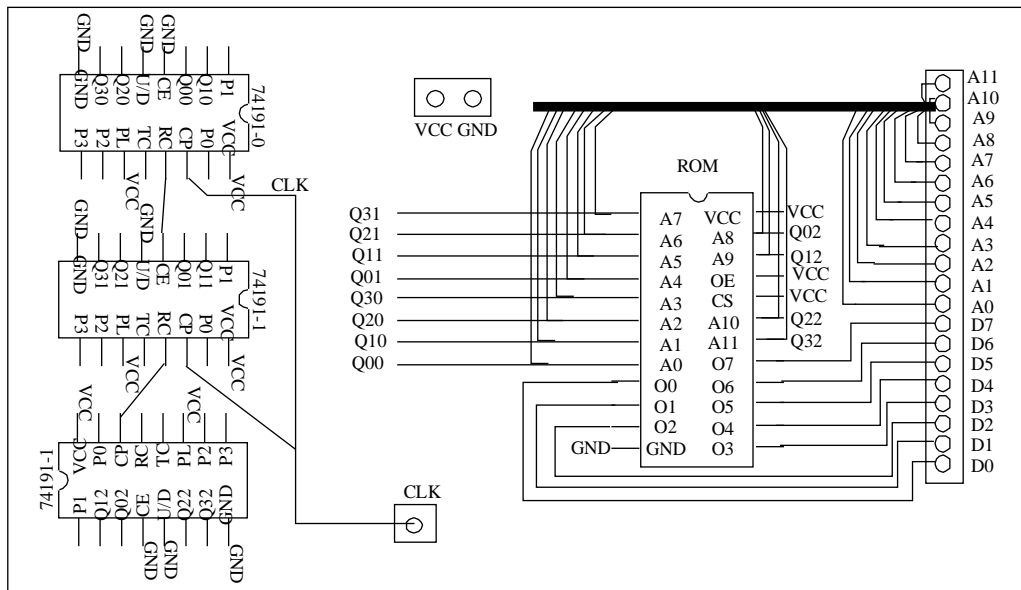 GND GND GND
GND Q30 Q20 U/D CE Q00 Q10 P1
P3 P2 PL TC RC CP P0 VCC
74191-0
VCC VCC
CLK
GND
GND Q31 Q21 U/D CE Q01 Q11 P1
P3 P2 PL TC RC CP P0 VCC
74191-1
VCC VCC
VCC VCC
VCC P0 CP RC TC PL P2 P3
P1 Q12 Q02 CE U/D Q22 Q32 GND
74191-1
GND GND GND
VCC GND
CLK
ROM
Q31
Q21
Q11
Q01
Q30
Q20
Q10
Q00
GND
A7
A6
A5
A4
A3
A2
A1
A0
O0
O1
O2
GND
VCC
A8
A9
OE
CS
A10
A11
O7
O6
O5
O4
O3
VCC
Q02
Q12
VCC
VCC
Q22
Q32
A11
A10
A9
A8
A7
A6
A5
A4
A3
A2
A1
A0
D7
D6
D5
D4
D3
D2
D1
D0